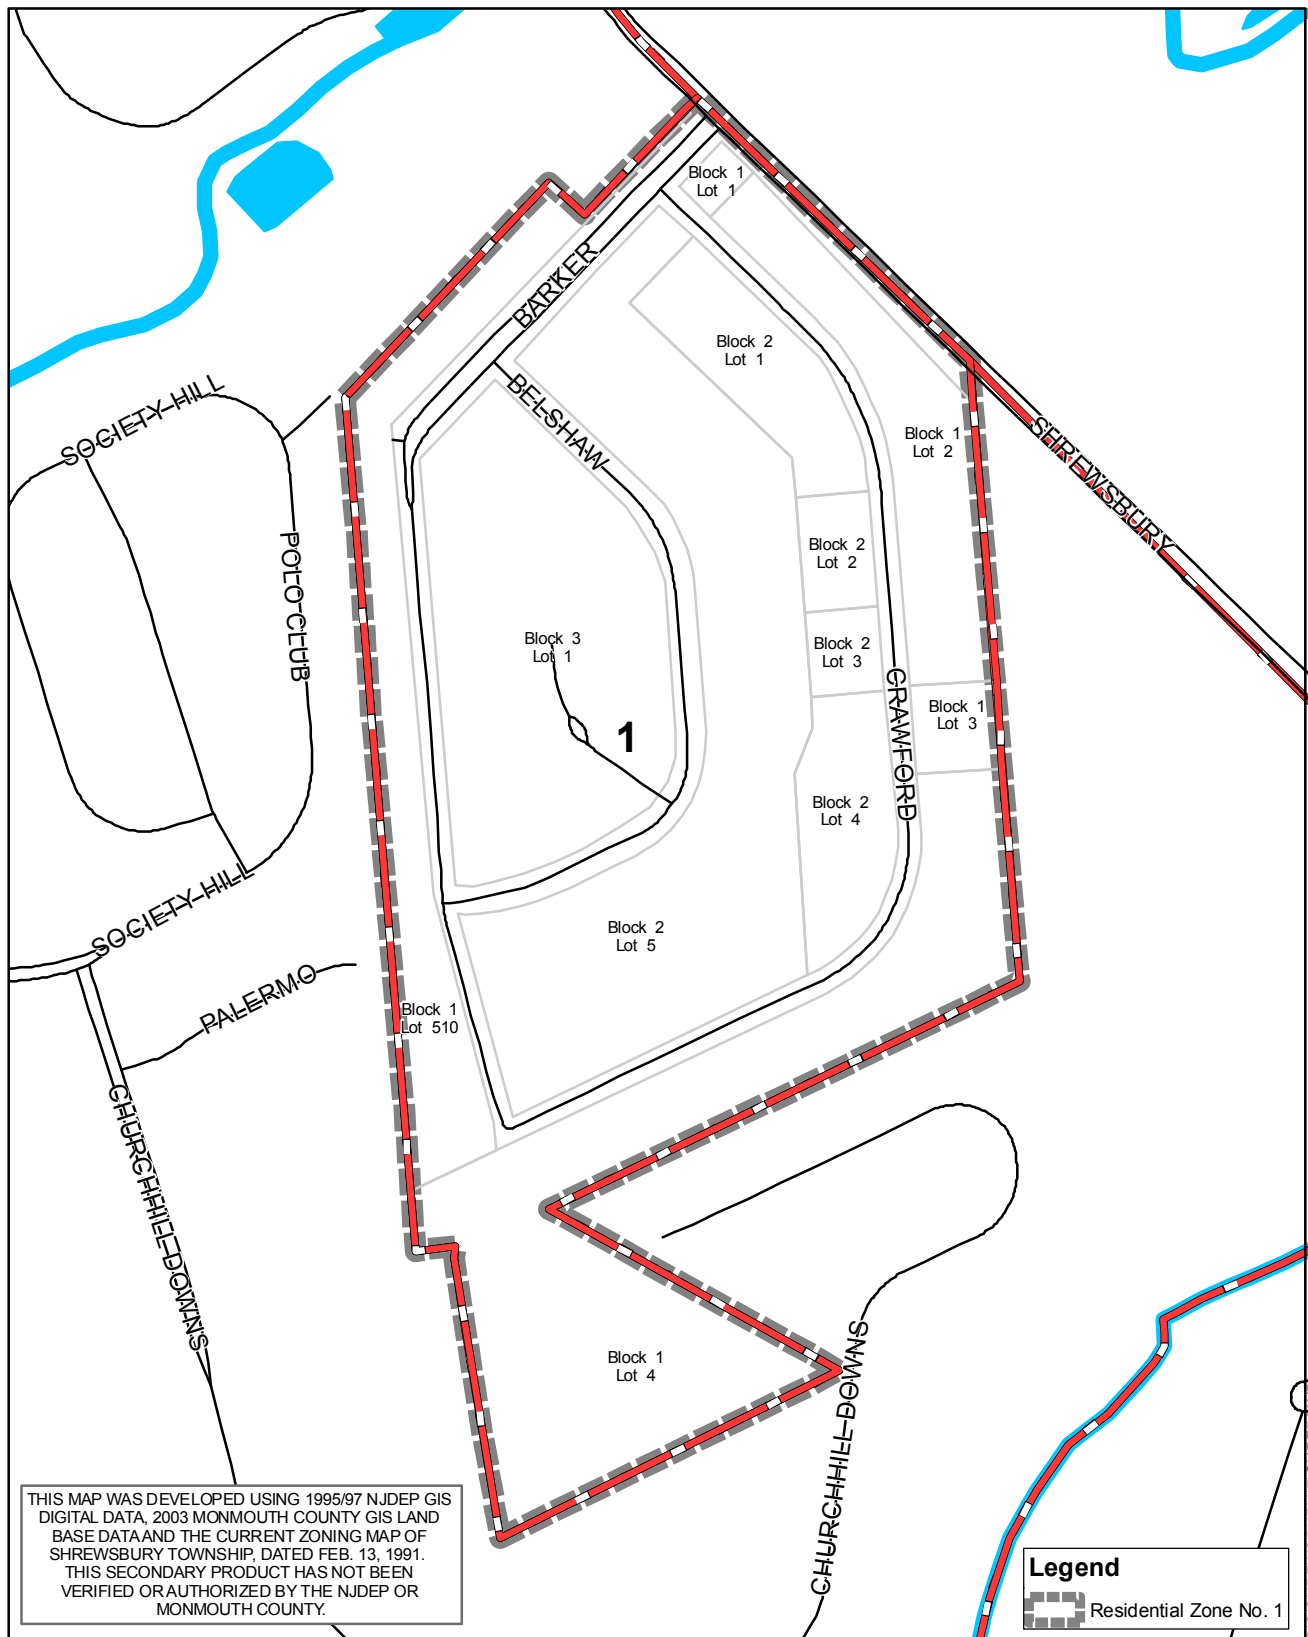 Block 1
Lot 1
BARKER
Block 2
Lot 1
BELSHAW
SOCIETY HILL
Block 1
Lot 2
SHREWSBURY
POLO CLUB
Block 2
Lot 2
Block 3
Lot 1
Block 2
Lot 3
CRAWFORD
Block 1
Lot 3
1
Block 2
Lot 4
SOCIETY HILL
Block 2
Lot 5
PALERMO
Block 1
Lot 510
CHURCHHILL DOWNS
Block 1
Lot 4
CHURCHHILL DOWNS
THIS MAP WAS DEVELOPED USING 1995/97 NJDEP GIS
DIGITAL DATA, 2003 MONMOUTH COUNTY GIS LAND
BASE DATA AND THE CURRENT ZONING MAP OF
SHREWSBURY TOWNSHIP, DATED FEB. 13, 1991.
THIS SECONDARY PRODUCT HAS NOT BEEN
VERIFIED OR AUTHORIZED BY THE NJDEP OR
MONMOUTH COUNTY.
Legend
Residential Zone No. 1